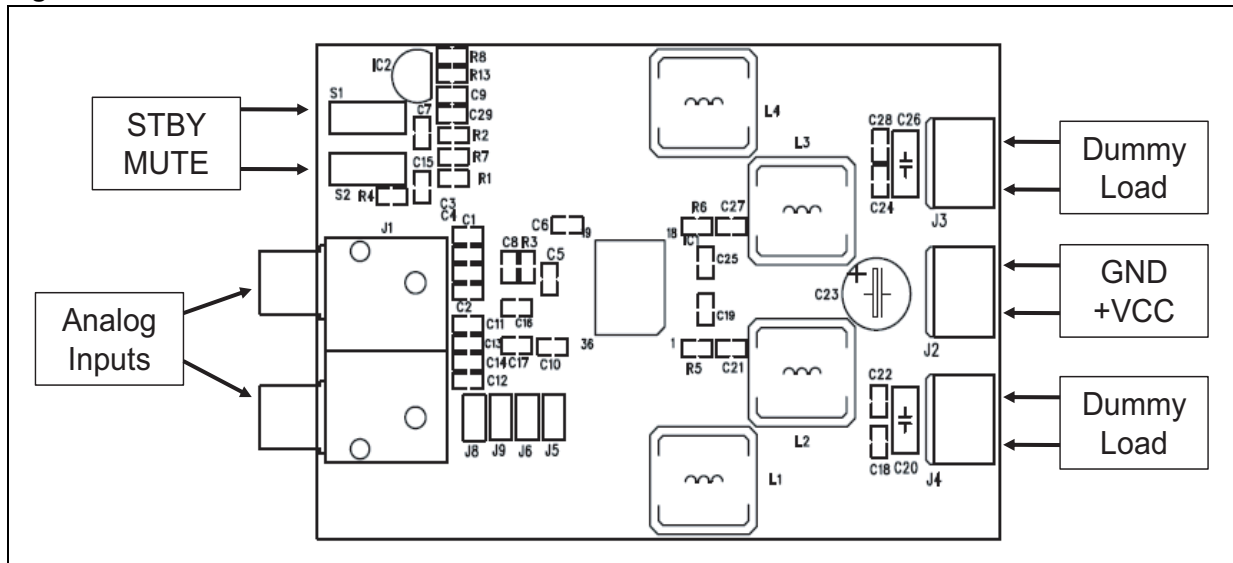 IC2
R8
R13
C9
C29
R2
R7
R1
S1
C7
S2
R4
C15
STBY
MUTE
C3
C4
C1
J1
C6
19
C8
R3
C5
C2
C11
C16
C13
C17
C10
36
C14
C12
J8
J9
J6
J5
Analog
Inputs
L4
L3
R6
C27
18
IC1
C25
C19
1
R5
C21
C23
+
L2
L1
C28
C26
C24
J3
J2
C22
C18
C20
J4
Dummy
Load
GND
+VCC
Dummy
Load